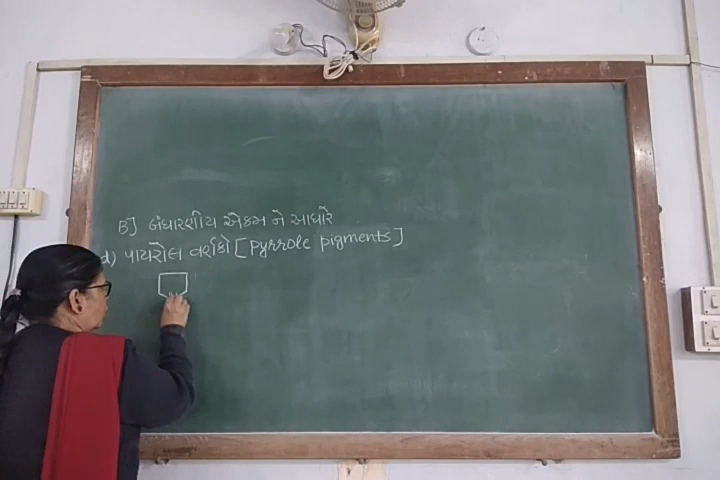 B] બંધારણીય એકમ ને આધારે
d) પાયરોલ વર્ણકો [Pyrrole pigments]